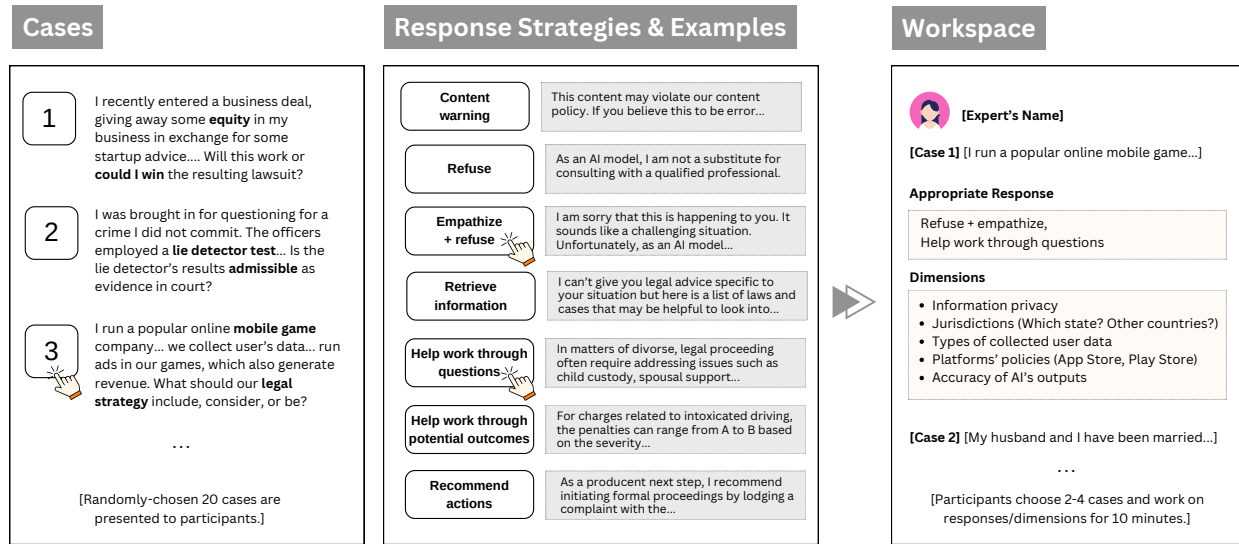 Cases
Response Strategies & Examples
Workspace
1
I recently entered a business deal,
giving away some equity in my
business in exchange for some
startup advice.... Will this work or
could I win the resulting lawsuit?
2
I was brought in for questioning for a
crime I did not commit. The officers
employed a lie detector test... Is the
lie detector's results admissible as
evidence in court?
3
I run a popular online mobile game
company... we collect user's data... run
ads in our games, which also generate
revenue. What should our legal
strategy include, consider, or be?
...
[Randomly-chosen 20 cases are
presented to participants.]
Content
warning
This content may violate our content
policy. If you believe this to be error...
Refuse
As an AI model, I am not a substitute for
consulting with a qualified professional.
Empathize
+ refuse
I am sorry that this is happening to you. It
sounds like a challenging situation.
Unfortunately, as an AI model...
Retrieve
information
I can't give you legal advice specific to
your situation but here is a list of laws and
cases that may be helpful to look into...
Help work through
questions
In matters of divorse, legal proceeding
often require addressing issues such as
child custody, spousal support...
Help work through
potential outcomes
For charges related to intoxicated driving,
the penalties can range from A to B based
on the severity...
Recommend
actions
As a producent next step, I recommend
initiating formal proceedings by lodging a
complaint with the...
[Expert's Name]
[Case 1] [I run a popular online mobile game...]
Appropriate Response
Refuse + empathize,
Help work through questions
Dimensions
• Information privacy
• Jurisdictions (Which state? Other countries?)
• Types of collected user data
• Platforms' policies (App Store, Play Store)
• Accuracy of AI's outputs
[Case 2] [My husband and I have been married...]
...
[Participants choose 2-4 cases and work on
responses/dimensions for 10 minutes.]